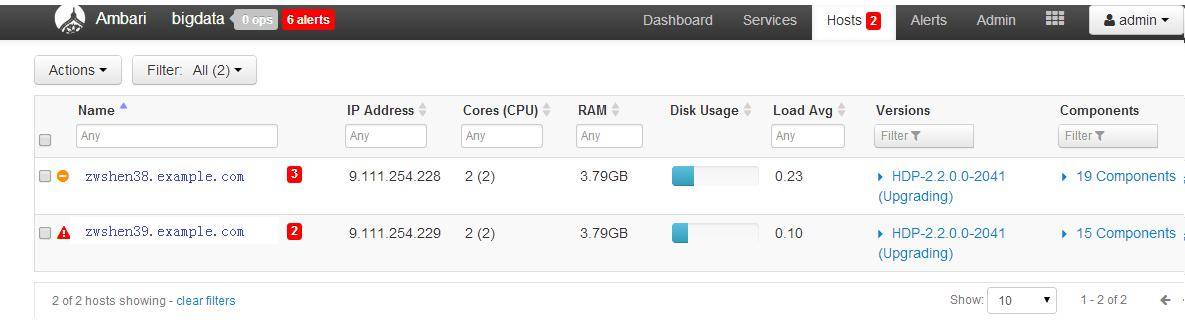 Ambari bigdata 0 ops 6 alerts Dashboard Services Hosts 2 Alerts Admin admin
Actions Filter: All (2)
Name IP Address Cores (CPU) RAM Disk Usage Load Avg Versions Components
Any Any Any Any Any Filter Filter
zwshen38.example.com 3 9.111.254.228 2 (2) 3.79GB 0.23 HDP-2.2.0.0-2041 19 Components
(Upgrading)
zwshen39.example.com 2 9.111.254.229 2 (2) 3.79GB 0.10 HDP-2.2.0.0-2041 15 Components
(Upgrading)
2 of 2 hosts showing - clear filters Show: 10 1 - 2 of 2